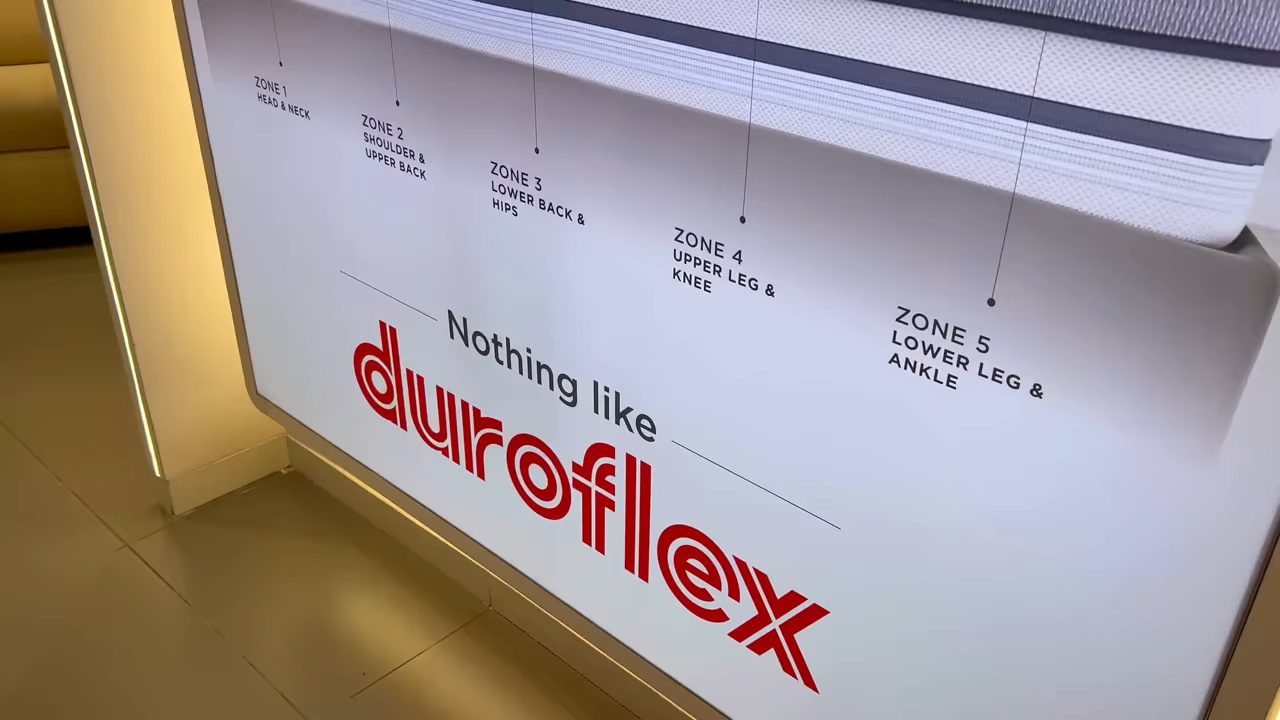 ZONE 1
HEAD & NECK
ZONE 2
SHOULDER &
UPPER BACK
ZONE 3
LOWER BACK &
HIPS
ZONE 4
UPPER LEG &
KNEE
ZONE 5
LOWER LEG &
ANKLE
Nothing like
duroflex